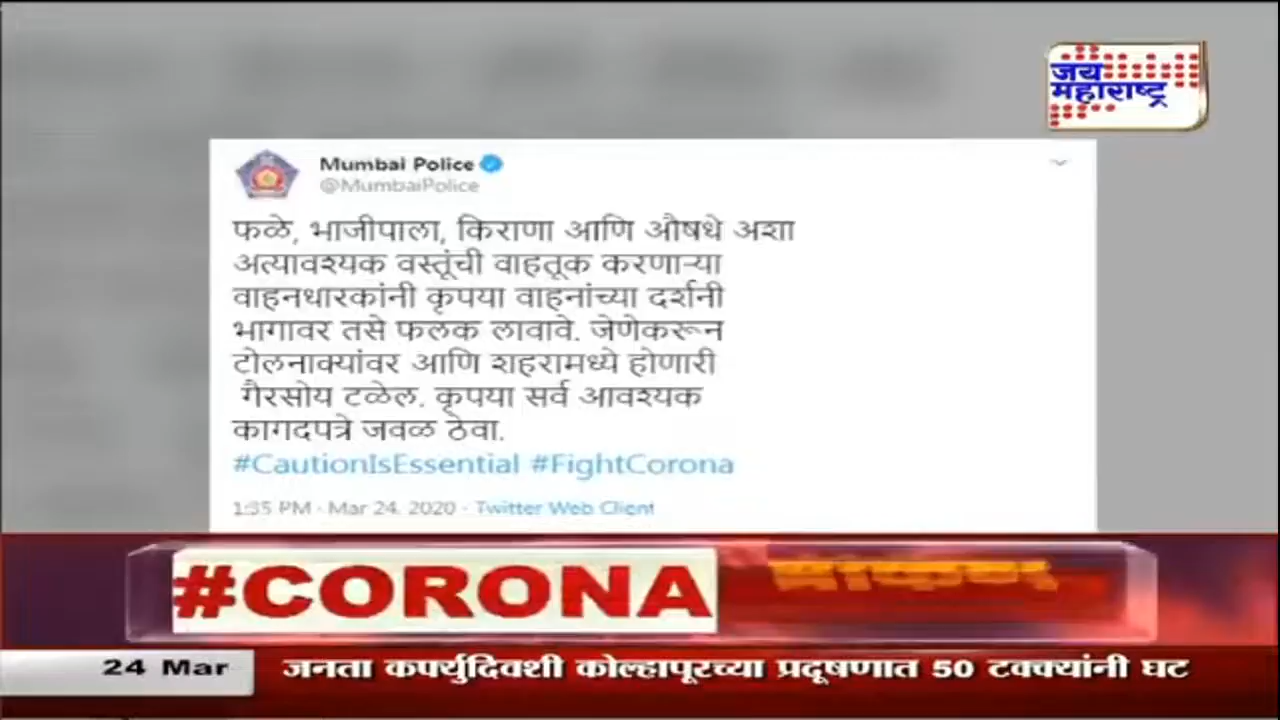 जय
महाराष्ट्र
Mumbai Police
@MumbaiPolice
फळे, भाजीपाला, किराणा आणि औषधे अशा
अत्यावश्यक वस्तूंची वाहतूक करणाऱ्या
वाहनधारकांनी कृपया वाहनांच्या दर्शनी
भागावर तसे फलक लावावे. जेणेकरून
टोलनाक्यांवर आणि शहरामध्ये होणारी
गैरसोय टळेल. कृपया सर्व आवश्यक
कागदपत्रे जवळ ठेवा.
#CautionIsEssential #FightCorona
1:35 PM · Mar 24, 2020 · Twitter Web Client
#CORONA
24 Mar जनता कर्फ्युदिवशी कोल्हापूरच्या प्रदूषणात 50 टक्क्यांनी घट